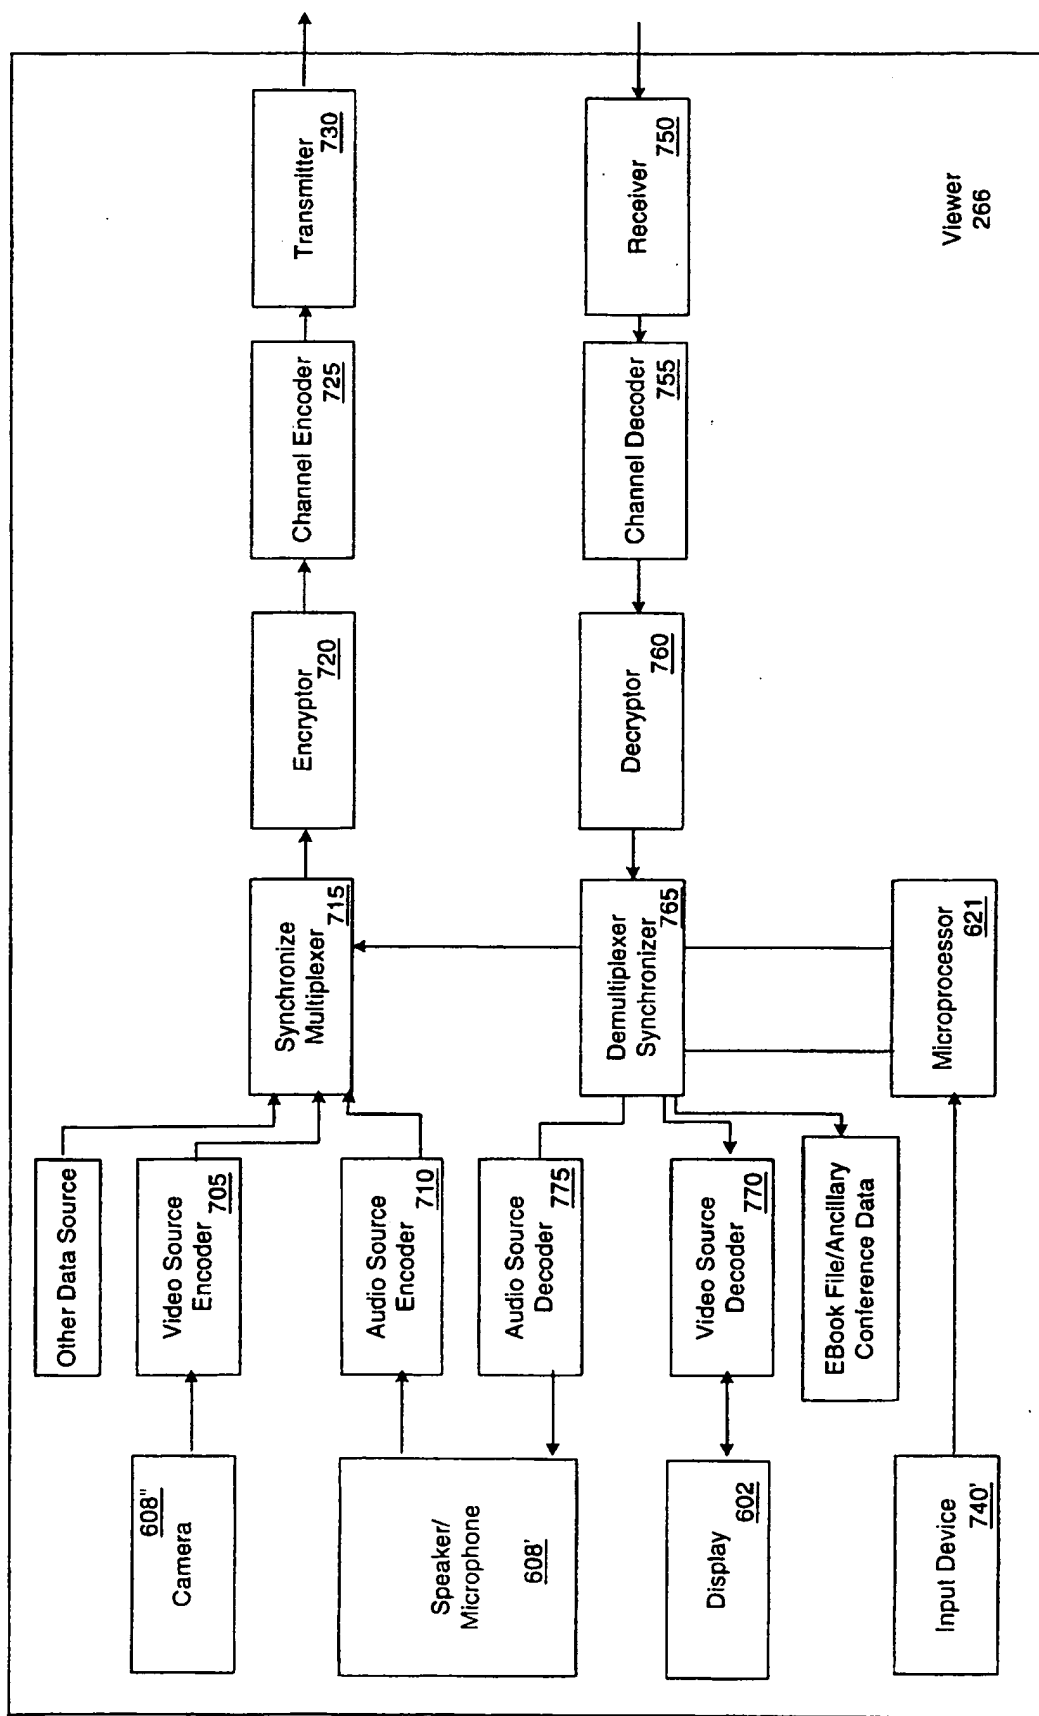 Other Data Source
Video Source
Encoder 705
Audio Source
Encoder 710
Audio Source
Decoder 775
Video Source
Decoder 770
EBook File/Ancillary
Conference Data
Camera
608"
Speaker/
Microphone
608'
Display
602
Input Device
740'
Synchronize
Multiplexer
715
Demultiplexer
Synchronizer
765
Microprocessor
621
Encryptor
720
Decryptor
760
Channel Encoder
725
Channel Decoder
755
Transmitter
730
Receiver
750
Viewer
266